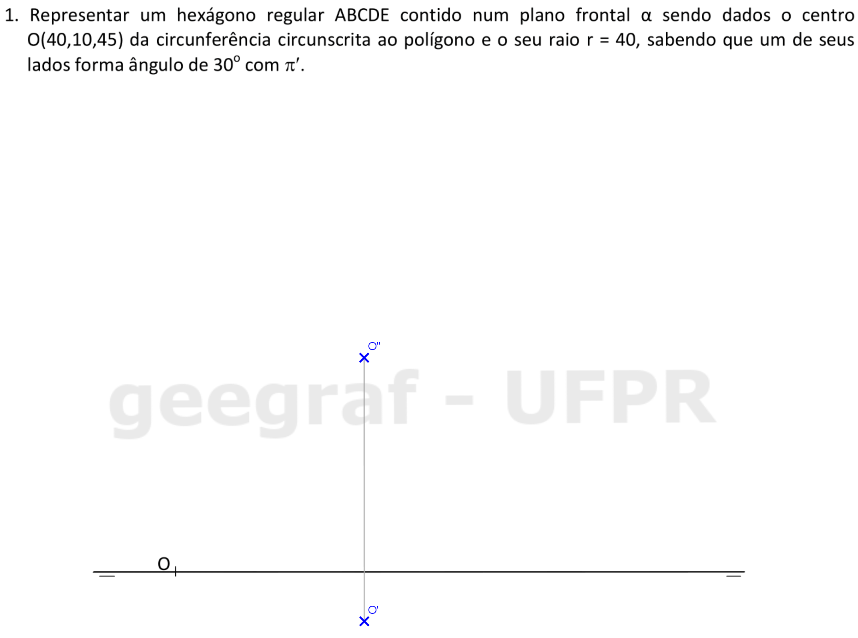 1. Representar um hexágono regular ABCDE contido num plano frontal α sendo dados o centro
O(40,10,45) da circunferência circunscrita ao polígono e o seu raio r = 40, sabendo que um de seus
lados forma ângulo de 30º com π′.
O"
geegraf - UFPR
O
O'